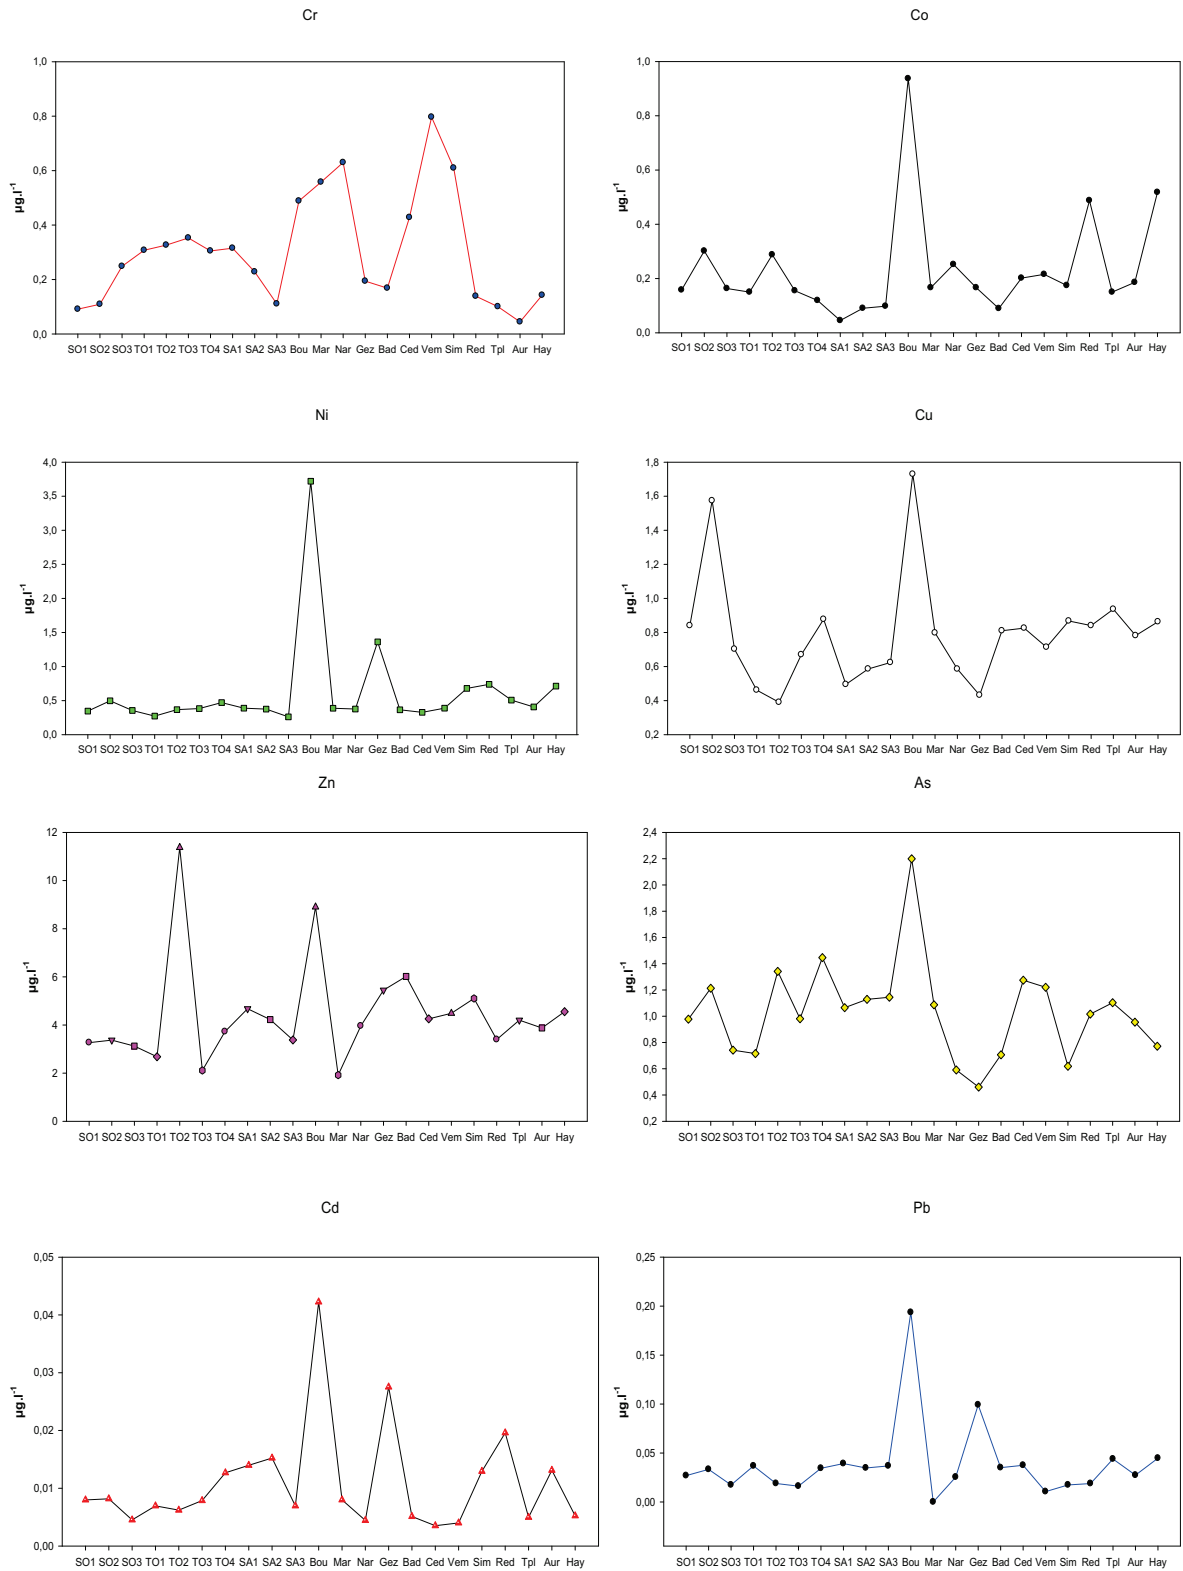 Cr
µg.l-1
1,0
0,8
0,6
0,4
0,2
0,0
SO1 SO2 SO3 TO1 TO2 TO3 TO4 SA1 SA2 SA3 Bou Mar Nar Gez Bad Ced Vem Sim Red Tpl Aur Hay
Co
µg.l-1
1,0
0,8
0,6
0,4
0,2
0,0
SO1 SO2 SO3 TO1 TO2 TO3 TO4 SA1 SA2 SA3 Bou Mar Nar Gez Bad Ced Vem Sim Red Tpl Aur Hay
Ni
µg.l-1
4,0
3,5
3,0
2,5
2,0
1,5
1,0
0,5
0,0
SO1 SO2 SO3 TO1 TO2 TO3 TO4 SA1 SA2 SA3 Bou Mar Nar Gez Bad Ced Vem Sim Red Tpl Aur Hay
Cu
µg.l-1
1,8
1,6
1,4
1,2
1,0
0,8
0,6
0,4
0,2
SO1 SO2 SO3 TO1 TO2 TO3 TO4 SA1 SA2 SA3 Bou Mar Nar Gez Bad Ced Vem Sim Red Tpl Aur Hay
Zn
µg.l-1
12
10
8
6
4
2
0
SO1 SO2 SO3 TO1 TO2 TO3 TO4 SA1 SA2 SA3 Bou Mar Nar Gez Bad Ced Vem Sim Red Tpl Aur Hay
As
µg.l-1
2,4
2,2
2,0
1,8
1,6
1,4
1,2
1,0
0,8
0,6
0,4
0,2
SO1 SO2 SO3 TO1 TO2 TO3 TO4 SA1 SA2 SA3 Bou Mar Nar Gez Bad Ced Vem Sim Red Tpl Aur Hay
Cd
µg.l-1
0,05
0,04
0,03
0,02
0,01
0,00
SO1 SO2 SO3 TO1 TO2 TO3 TO4 SA1 SA2 SA3 Bou Mar Nar Gez Bad Ced Vem Sim Red Tpl Aur Hay
Pb
µg.l-1
0,25
0,20
0,15
0,10
0,05
0,00
SO1 SO2 SO3 TO1 TO2 TO3 TO4 SA1 SA2 SA3 Bou Mar Nar Gez Bad Ced Vem Sim Red Tpl Aur Hay